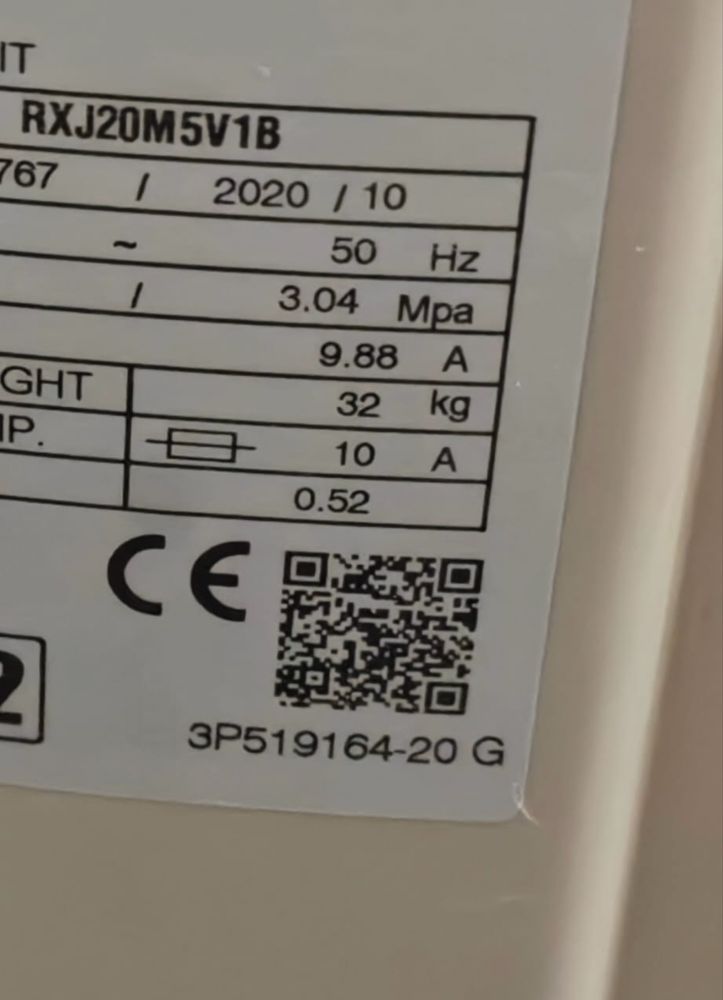 IT
RXJ20M5V1B
767 / 2020 / 10
~ 50 Hz
/ 3.04 Mpa
9.88 A
GHT 32 kg
IP. 10 A
0.52
CE
2
3P519164-20 G